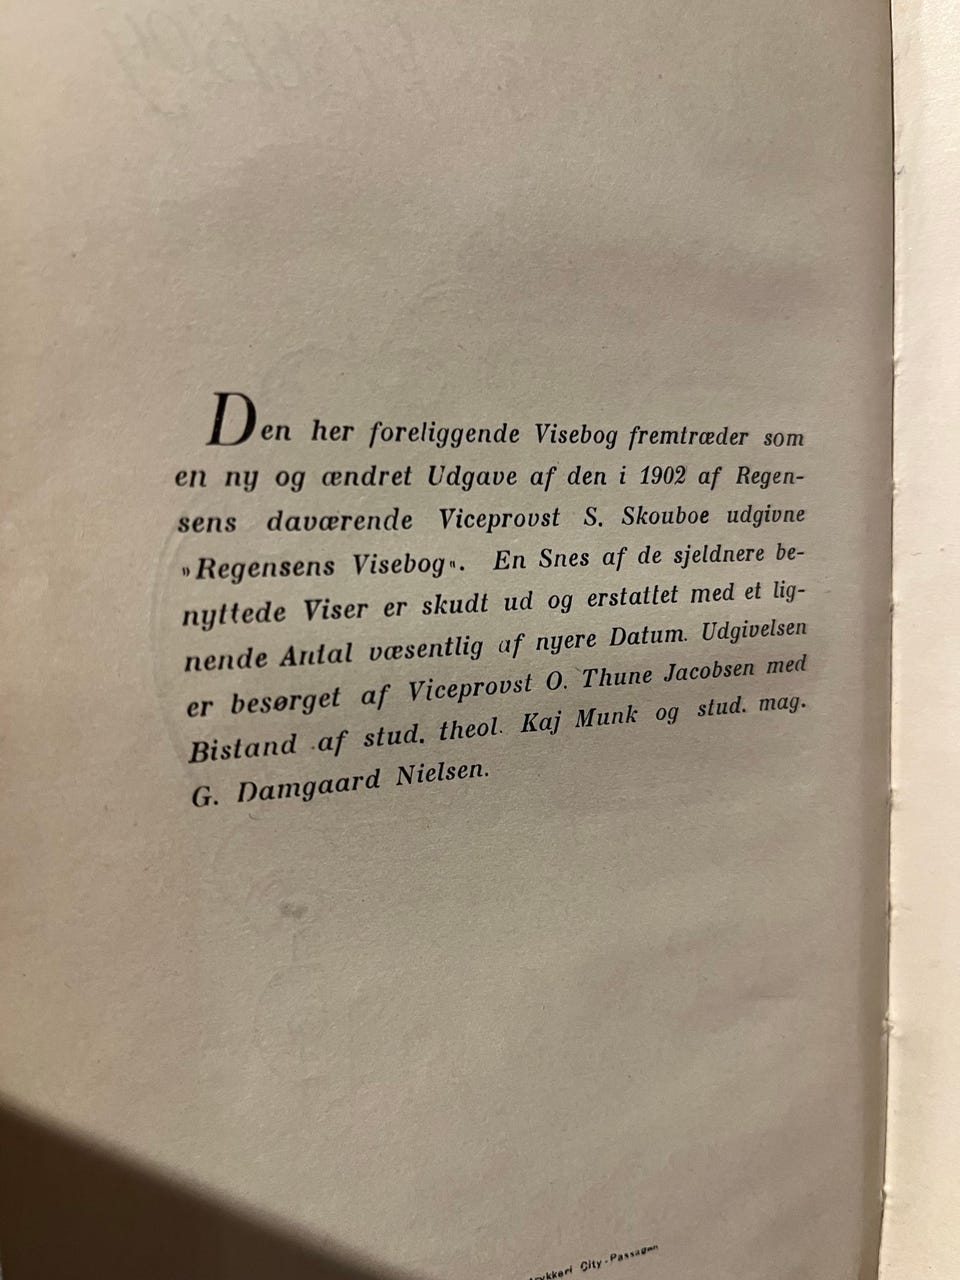 Den her foreliggende Visebog fremtræder som
en ny og ændret Udgave af den i 1902 af Regen-
sens daværende Viceprovst S. Skouboe udgivne
»Regensens Visebog«. En Snes af de sjeldnere be-
nyttede Viser er skudt ud og erstattet med et lig-
nende Antal væsentlig af nyere Datum. Udgivelsen
er besørget af Viceprovst O. Thune Jacobsen med
Bistand af stud. theol. Kaj Munk og stud. mag.
G. Damgaard Nielsen.
City-Passagen